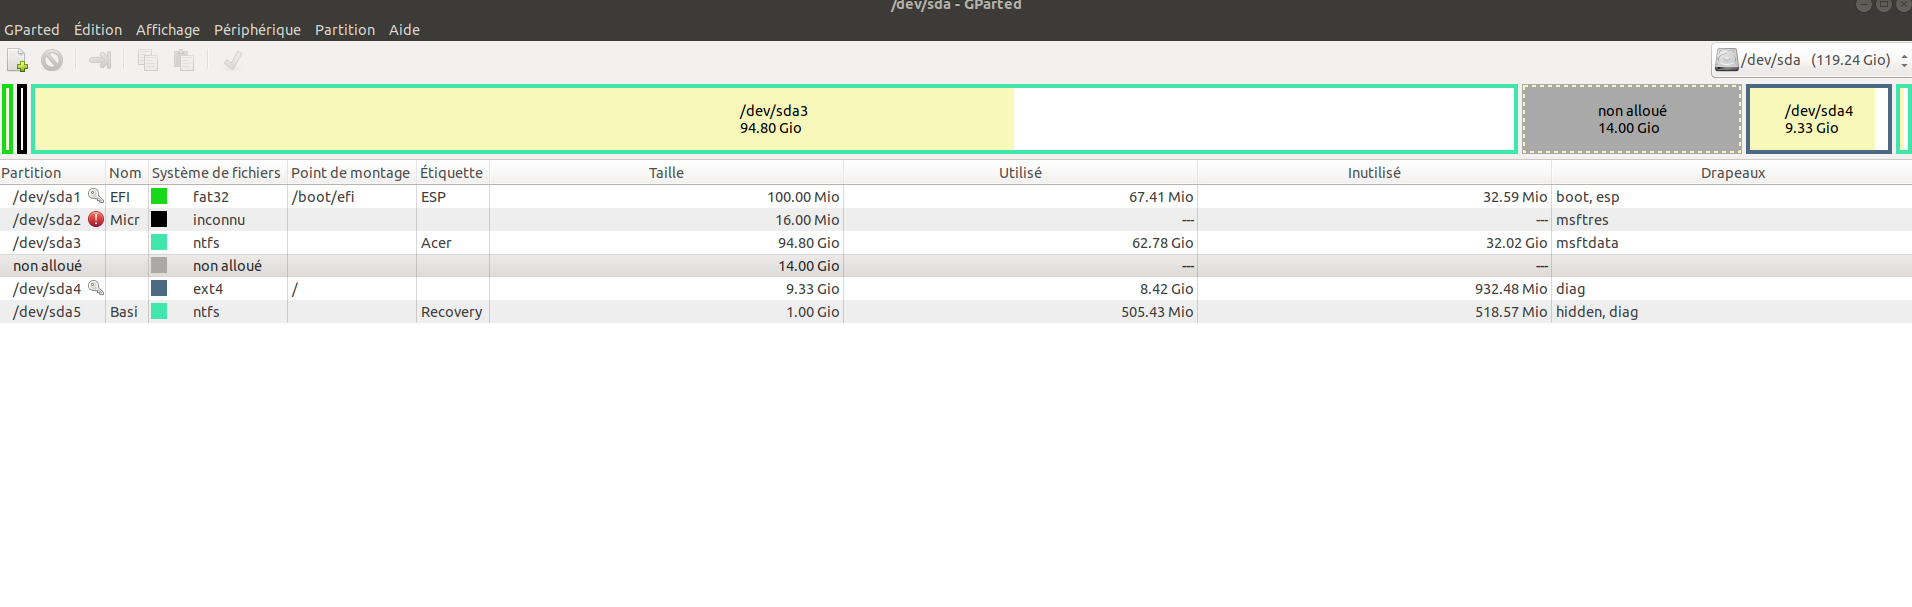 /dev/sda - GParted
GParted Édition Affichage Périphérique Partition Aide
/dev/sda (119.24 Gio)
/dev/sda3
94.80 Gio
non alloué
14.00 Gio
/dev/sda4
9.33 Gio
Partition Nom Système de fichiers Point de montage Étiquette Taille Utilisé Inutilisé Drapeaux
/dev/sda1 EFI fat32 /boot/efi ESP 100.00 Mio 67.41 Mio 32.59 Mio boot, esp
/dev/sda2 Micr inconnu 16.00 Mio --- --- msftres
/dev/sda3 ntfs Acer 94.80 Gio 62.78 Gio 32.02 Gio msftdata
non alloué non alloué 14.00 Gio --- ---
/dev/sda4 ext4 / 9.33 Gio 8.42 Gio 932.48 Mio diag
/dev/sda5 Basi ntfs Recovery 1.00 Gio 505.43 Mio 518.57 Mio hidden, diag